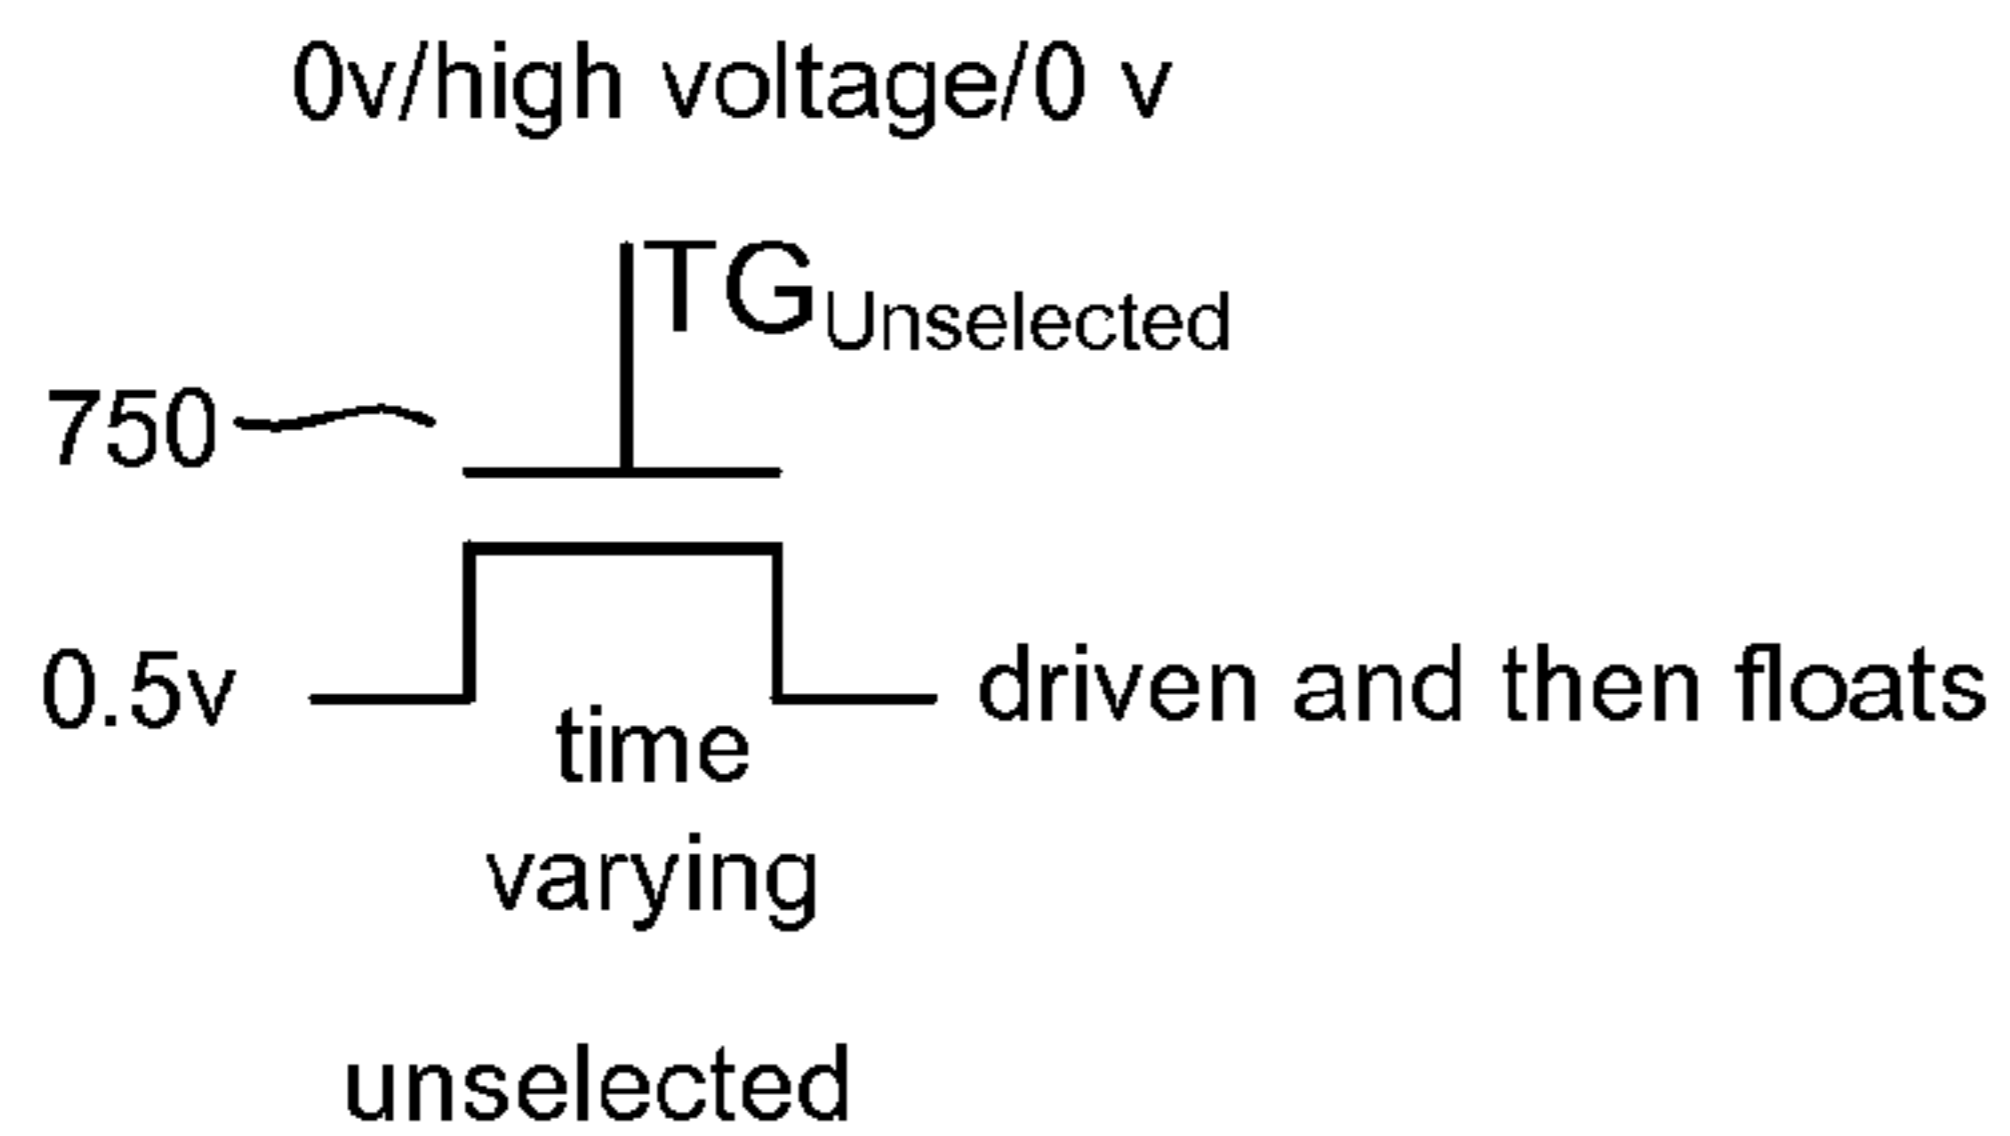 0v/high voltage/0 v
TGUnselected
750
0.5v
driven and then floats
time
varying
unselected